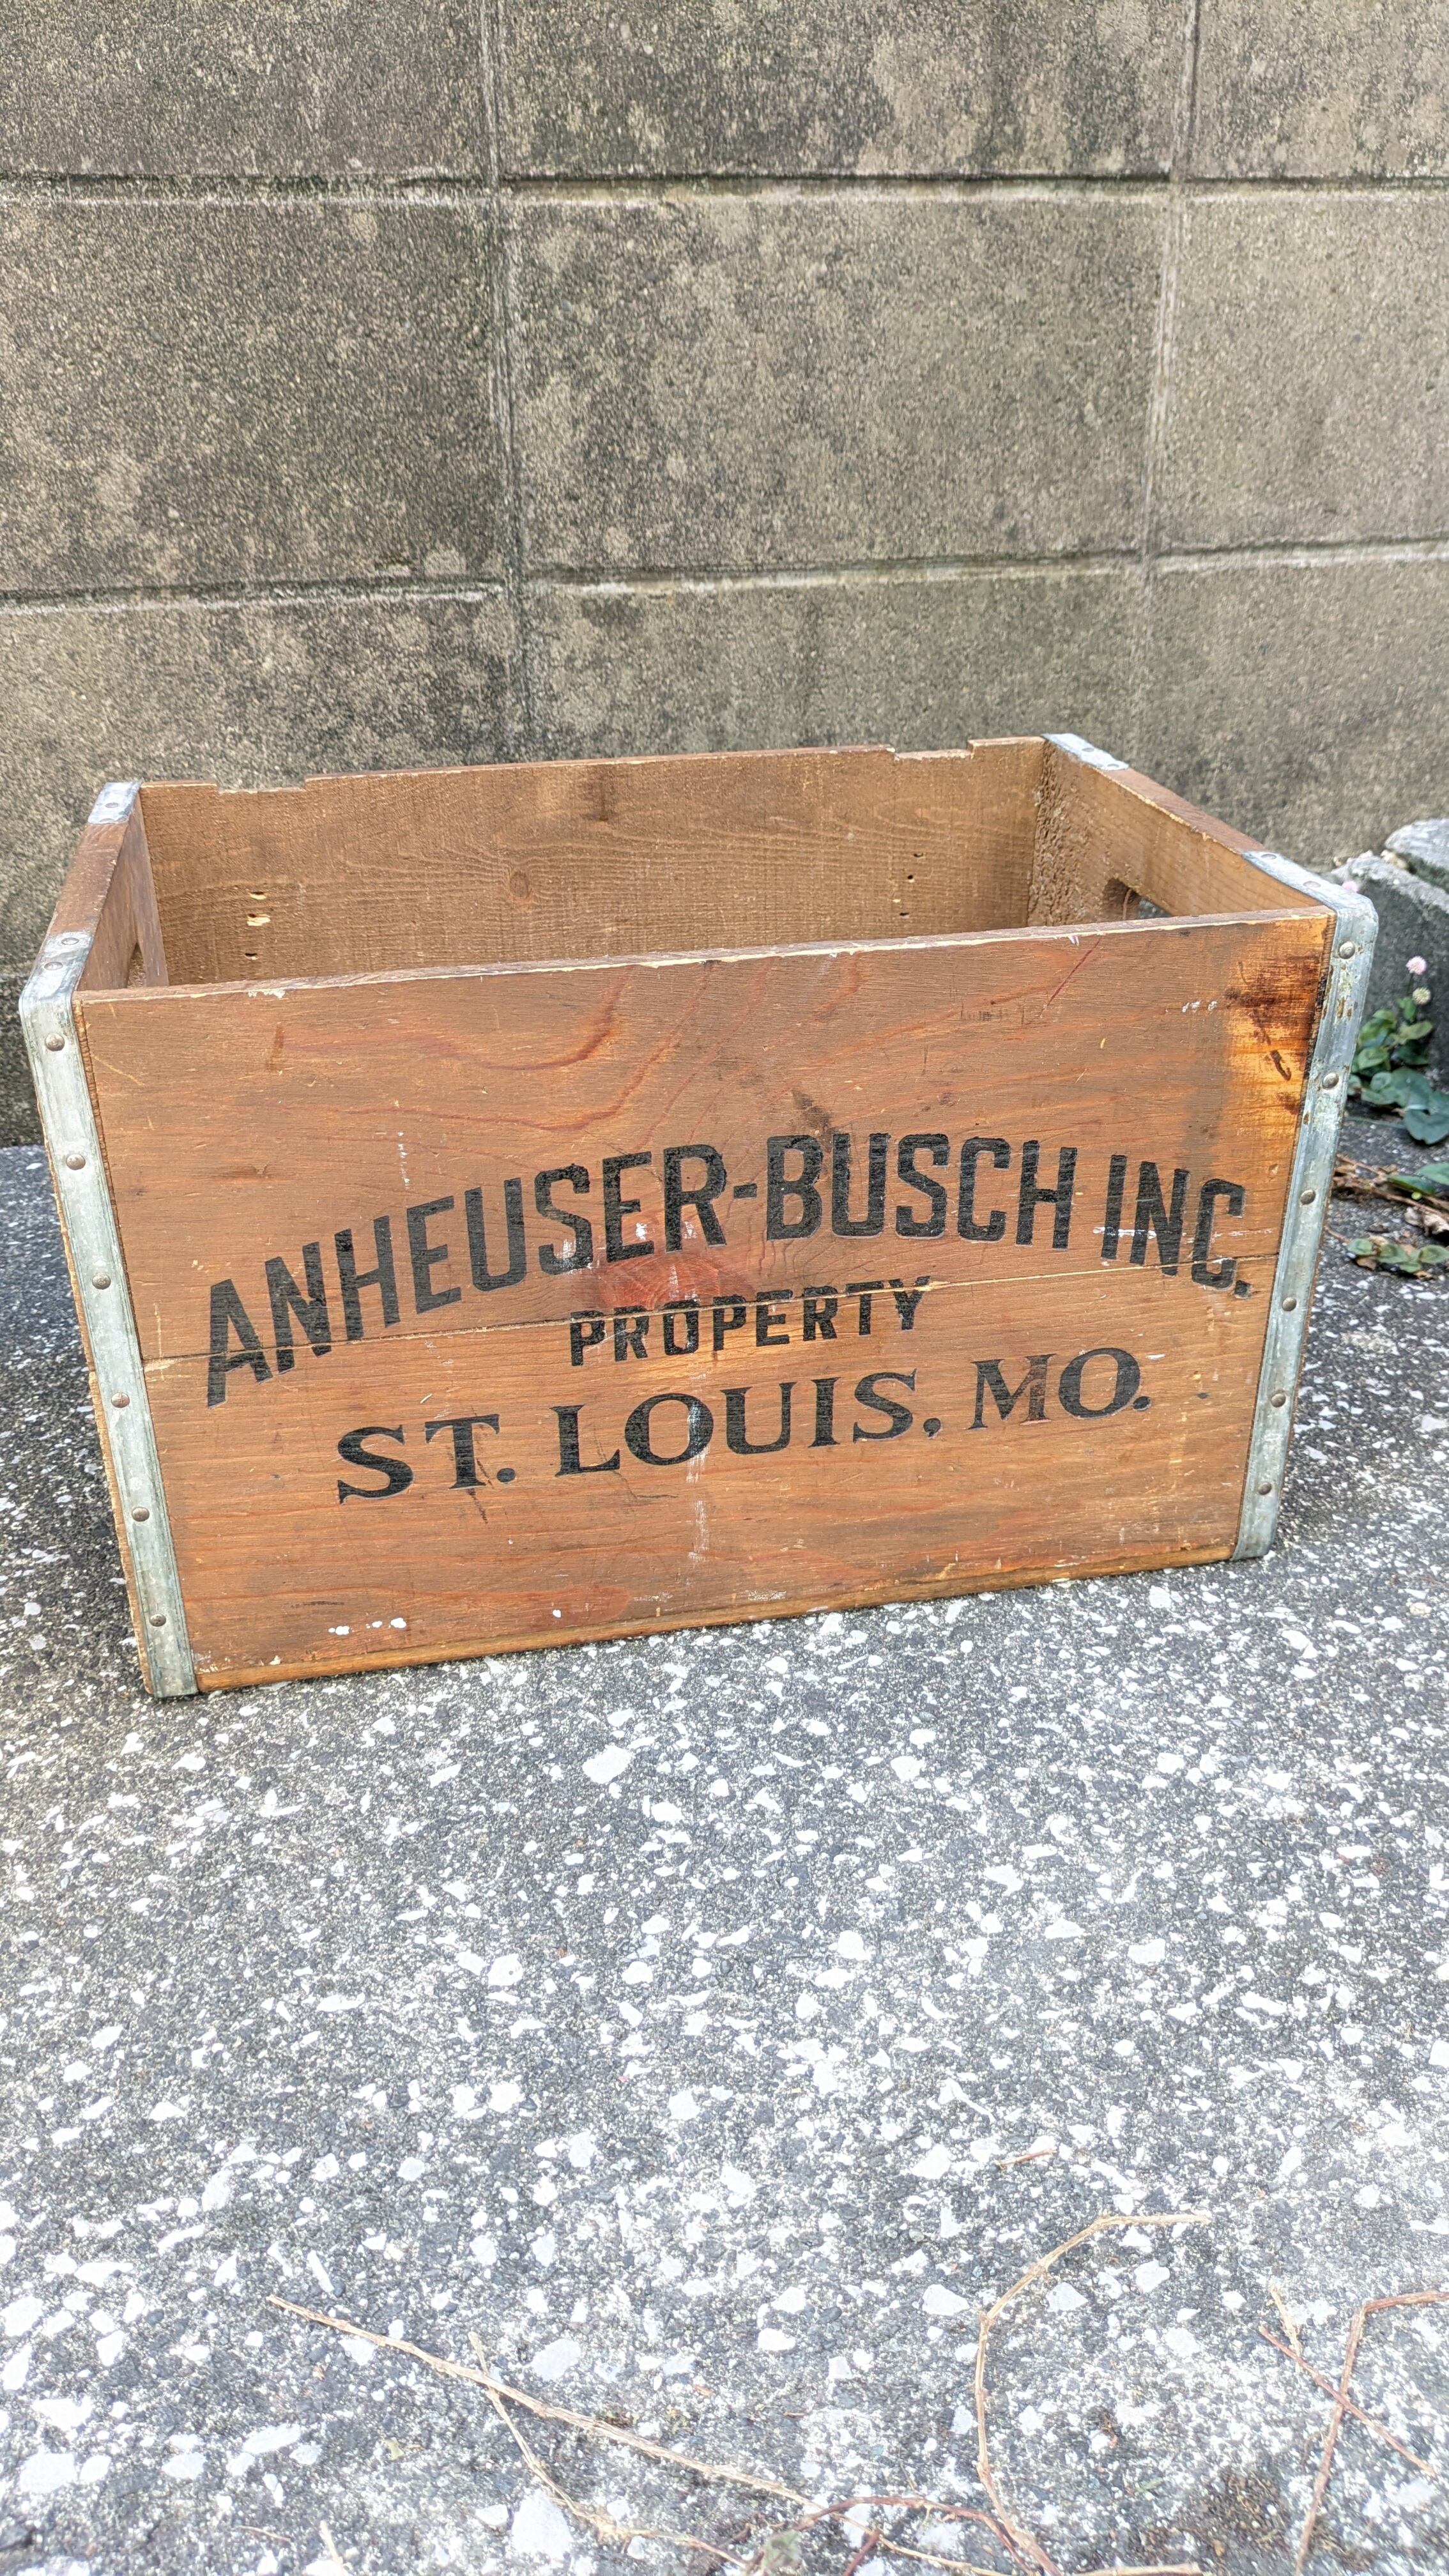 ANHEUSER-BUSCH INC.
PROPERTY
ST. LOUIS, MO.